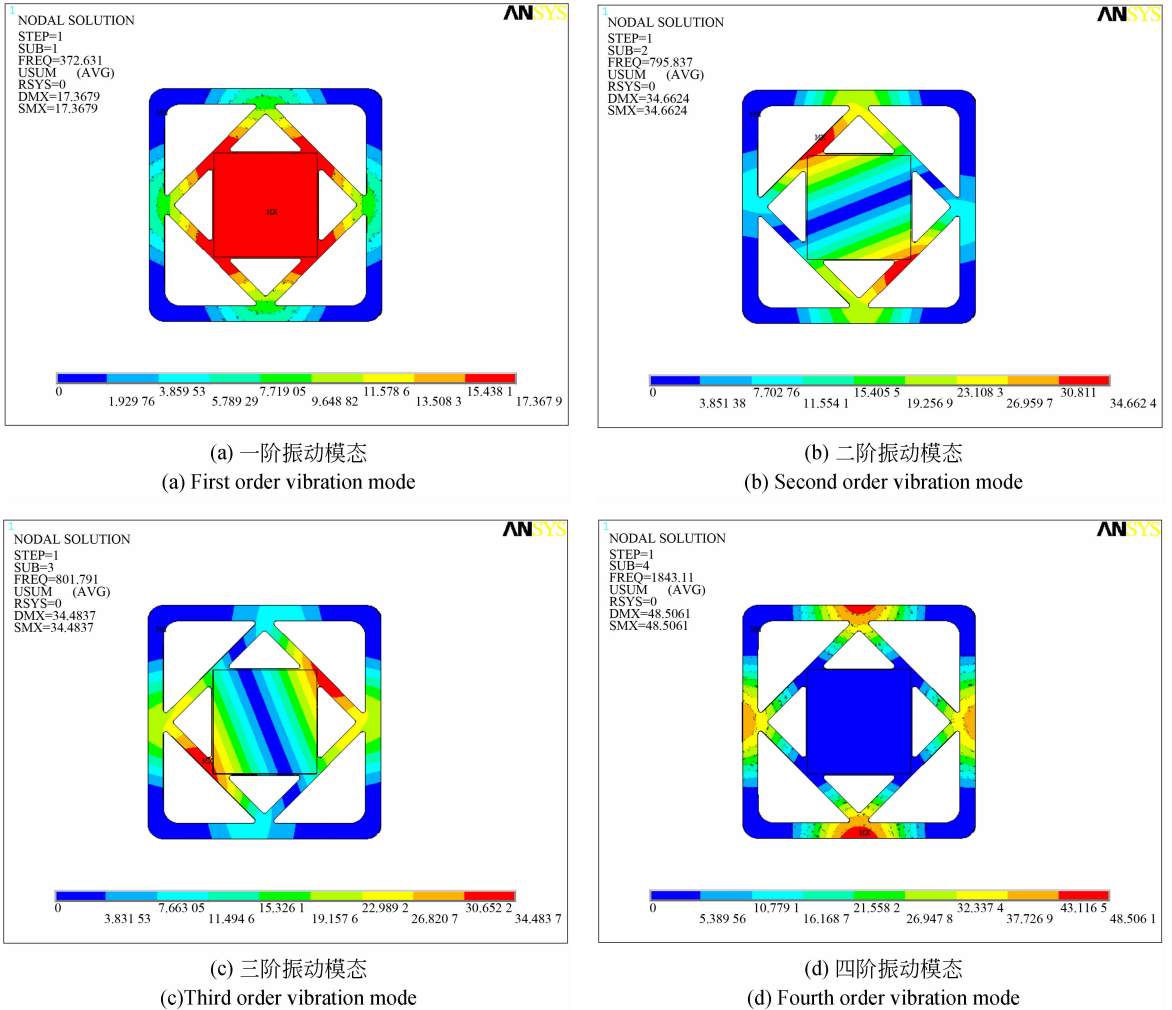 1
ANSYS
NODAL SOLUTION
STEP=1
SUB=1
FREQ=372.631
USUM (AVG)
RSYS=0
DMX=17.3679
SMX=17.3679
MN
MX
0 3.859 53 7.719 05 11.578 6 15.438 1
1.929 76 5.789 29 9.648 82 13.508 3 17.367 9
(a) 一阶振动模态
(a) First order vibration mode
1
ANSYS
NODAL SOLUTION
STEP=1
SUB=2
FREQ=795.837
USUM (AVG)
RSYS=0
DMX=34.6624
SMX=34.6624
MN
MX
0 7.702 76 15.405 5 23.108 3 30.811
3.851 38 11.554 1 19.256 9 26.959 7 34.662 4
(b) 二阶振动模态
(b) Second order vibration mode
1
ANSYS
NODAL SOLUTION
STEP=1
SUB=3
FREQ=801.791
USUM (AVG)
RSYS=0
DMX=34.4837
SMX=34.4837
MN
MX
0 7.663 05 15.326 1 22.989 2 30.652 2
3.831 53 11.494 6 19.157 6 26.820 7 34.483 7
(c) 三阶振动模态
(c)Third order vibration mode
1
ANSYS
NODAL SOLUTION
STEP=1
SUB=4
FREQ=1843.11
USUM (AVG)
RSYS=0
DMX=48.5061
SMX=48.5061
MN
MX
0 10.779 1 21.558 2 32.337 4 43.116 5
5.389 56 16.168 7 26.947 8 37.726 9 48.506 1
(d) 四阶振动模态
(d) Fourth order vibration mode